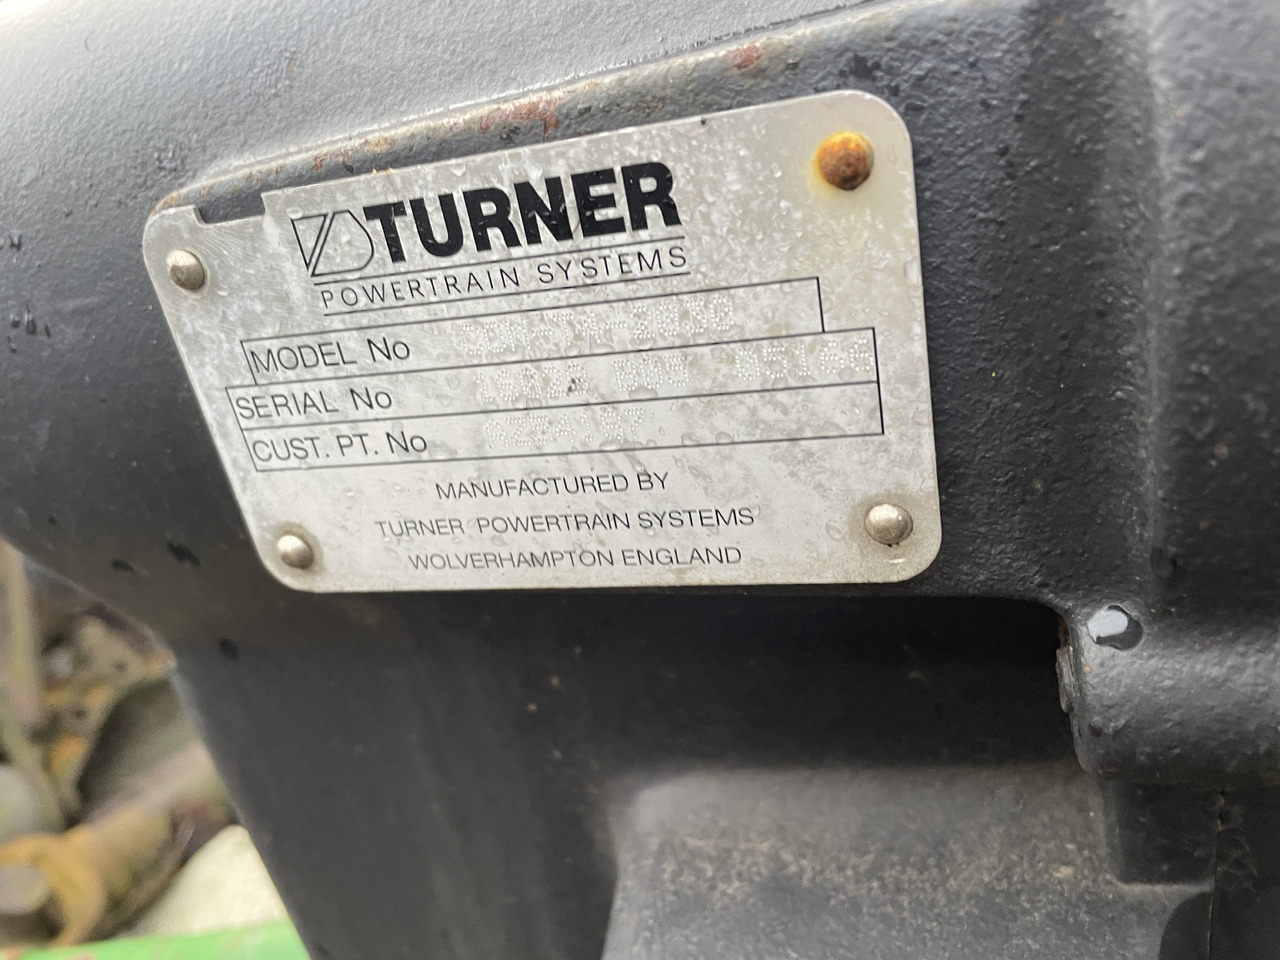 TURNER
POWERTRAIN SYSTEMS
MODEL No
SERIAL No
CUST. PT. No
MANUFACTURED BY
TURNER POWERTRAIN SYSTEMS
WOLVERHAMPTON ENGLAND